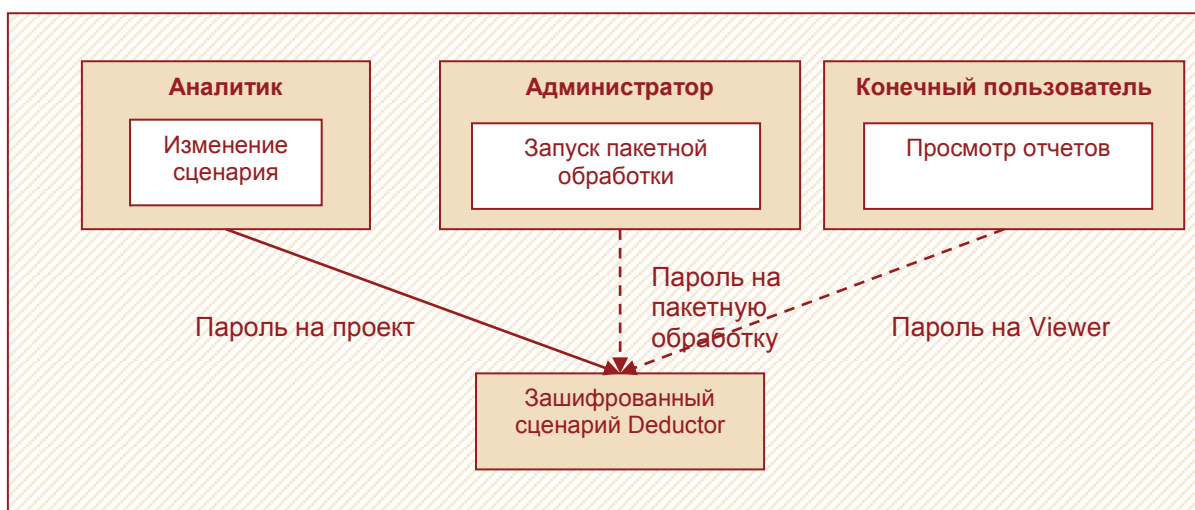 Аналитик
Изменение
сценария
Администратор
Запуск пакетной
обработки
Конечный пользователь
Просмотр отчетов
Пароль на проект
Пароль на
пакетную
обработку
Пароль на Viewer
Зашифрованный
сценарий Deductor